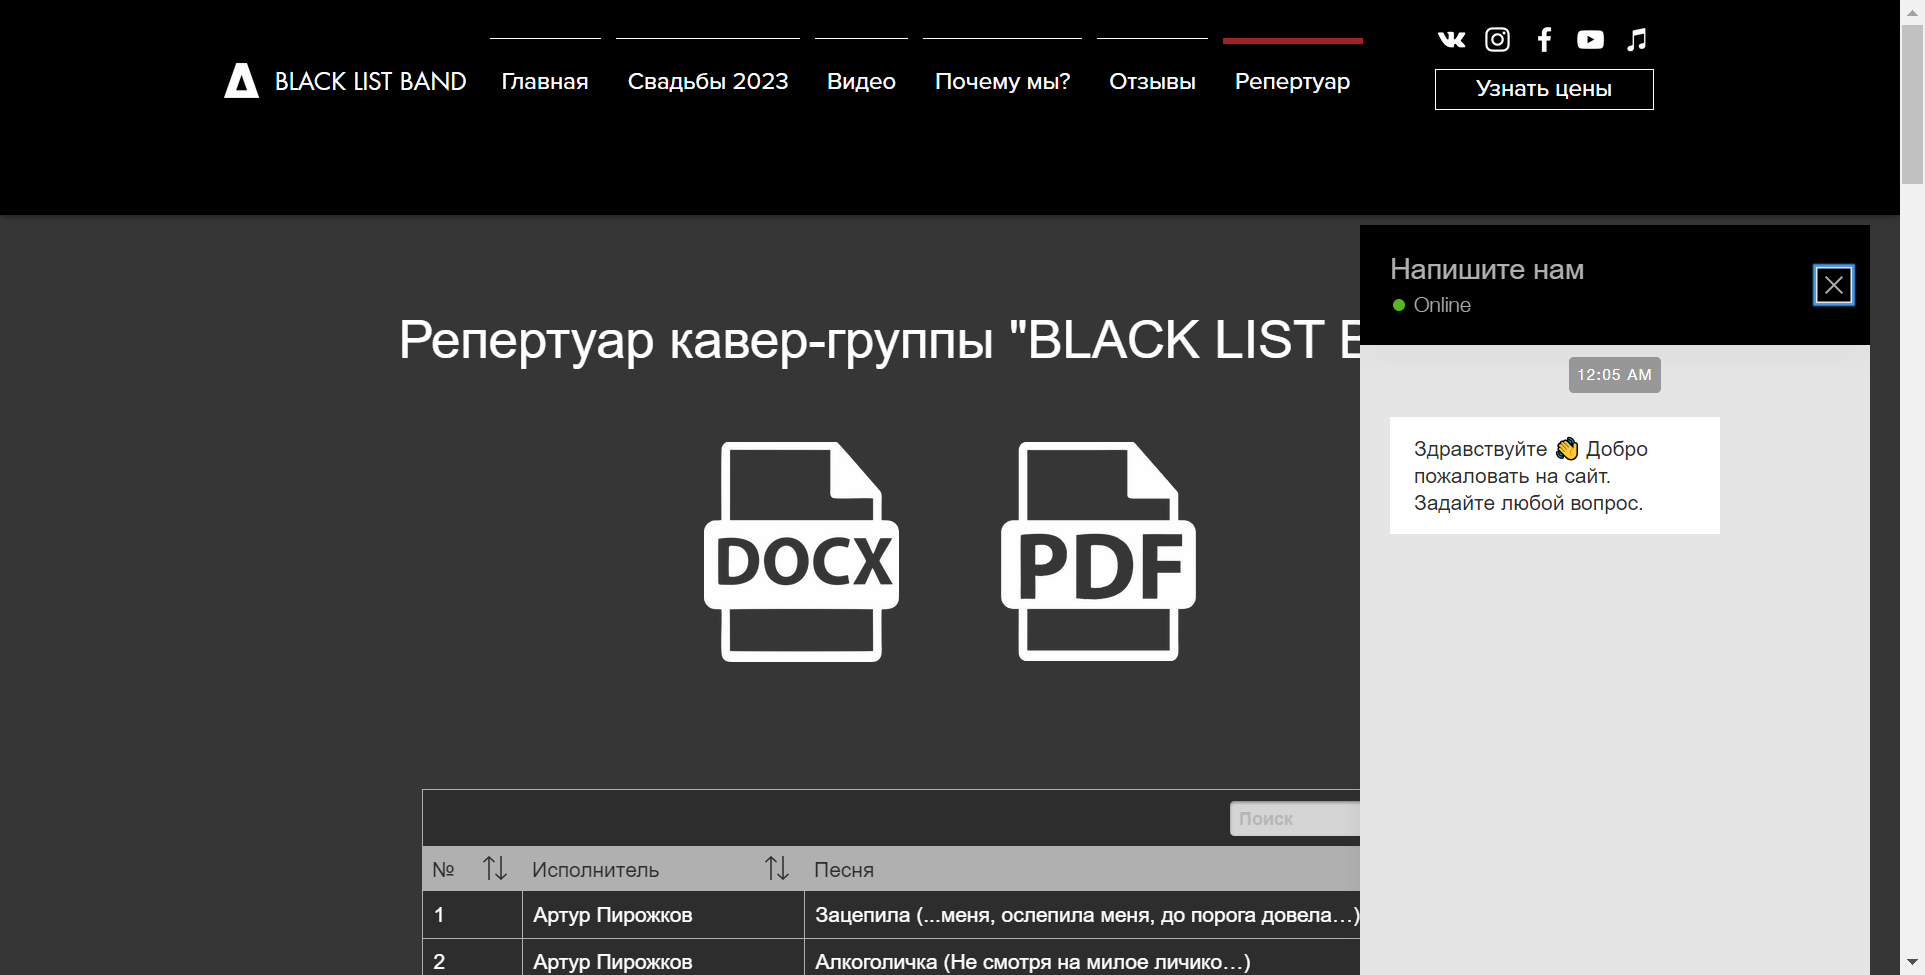 BLACK LIST BAND
Главная
Свадьбы 2023
Видео
Почему мы?
Отзывы
Репертуар
Узнать цены
Репертуар кавер-группы "BLACK LIST
DOCX
PDF
Поиск
№ Исполнитель Песня
1 Артур Пирожков Зацепила (...меня, ослепила меня, до порога довела...)
2 Артур Пирожков Алкоголичка (Не смотря на милое личико...)
Напишите нам
Online
12:05 AM
Здравствуйте 👏 Добро
пожаловать на сайт.
Задайте любой вопрос.